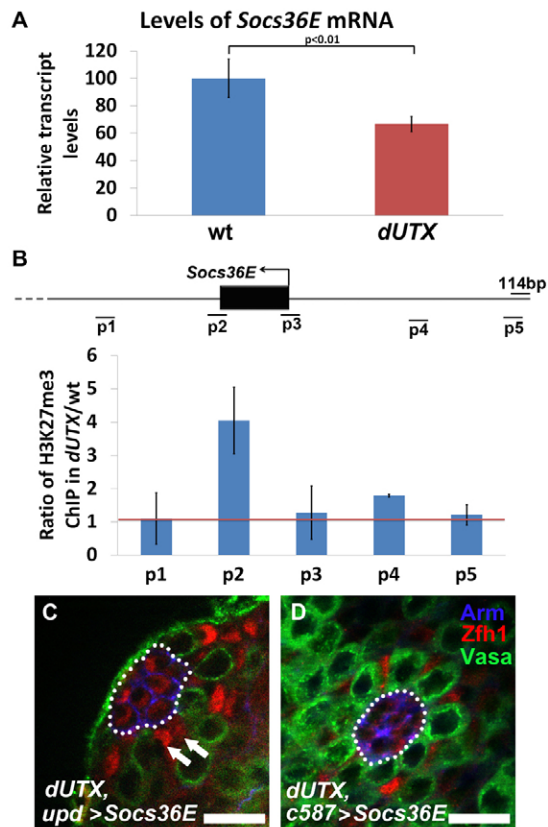 A
Levels of Socs36E mRNA
p<0.01
Relative transcript
levels
120
100
80
60
40
20
0
wt
dUTX
B
Socs36E
114bp
p1
p2
p3
p4
p5
Ratio of H3K27me3
ChIP in dUTX/wt
6
5
4
3
2
1
0
p1
p2
p3
p4
p5
C
dUTX,
upd >Socs36E
D
Arm
Zfh1
Vasa
dUTX,
c587>Socs36E